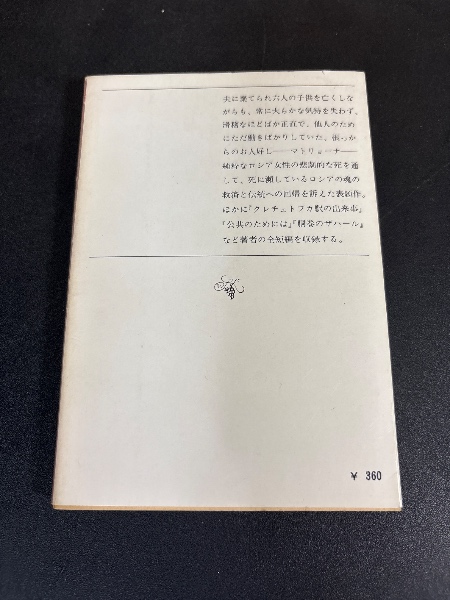 夫に棄てられ六人の子供を亡くしな
がらも、常に大らかな気持を失わず、
滑稽なほどばか正直で、他人のため
にただ働きばかりしていた、根っか
らのお人好し――マトリョーナ――
純粋なロシア女性の悲劇的な死を通
して、死に瀕しているロシアの魂の
救済と伝統への回帰を訴えた表題作。
ほかに『クレチェトフカ駅の出来事』
『公共のためには』『胴巻のザハール』
など著者の全短編を収録する。
¥ 360